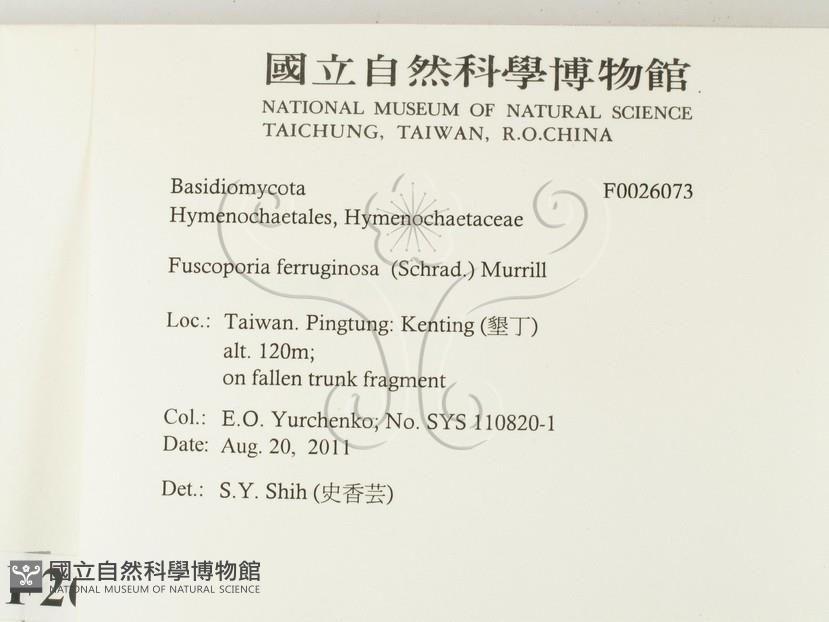 國立自然科學博物館
NATIONAL MUSEUM OF NATURAL SCIENCE
TAICHUNG, TAIWAN, R.O.CHINA
Basidiomycota F0026073
Hymenochaetales, Hymenochaetaceae
Fuscoporia ferruginosa (Schrad.) Murrill
Loc.: Taiwan. Pingtung: Kenting (墾丁)
alt. 120m;
on fallen trunk fragment
Col.: E.O. Yurchenko; No. SYS 110820-1
Date: Aug. 20, 2011
Det.: S.Y. Shih (史香芸)
國立自然科學博物館
NATIONAL MUSEUM OF NATURAL SCIENCE